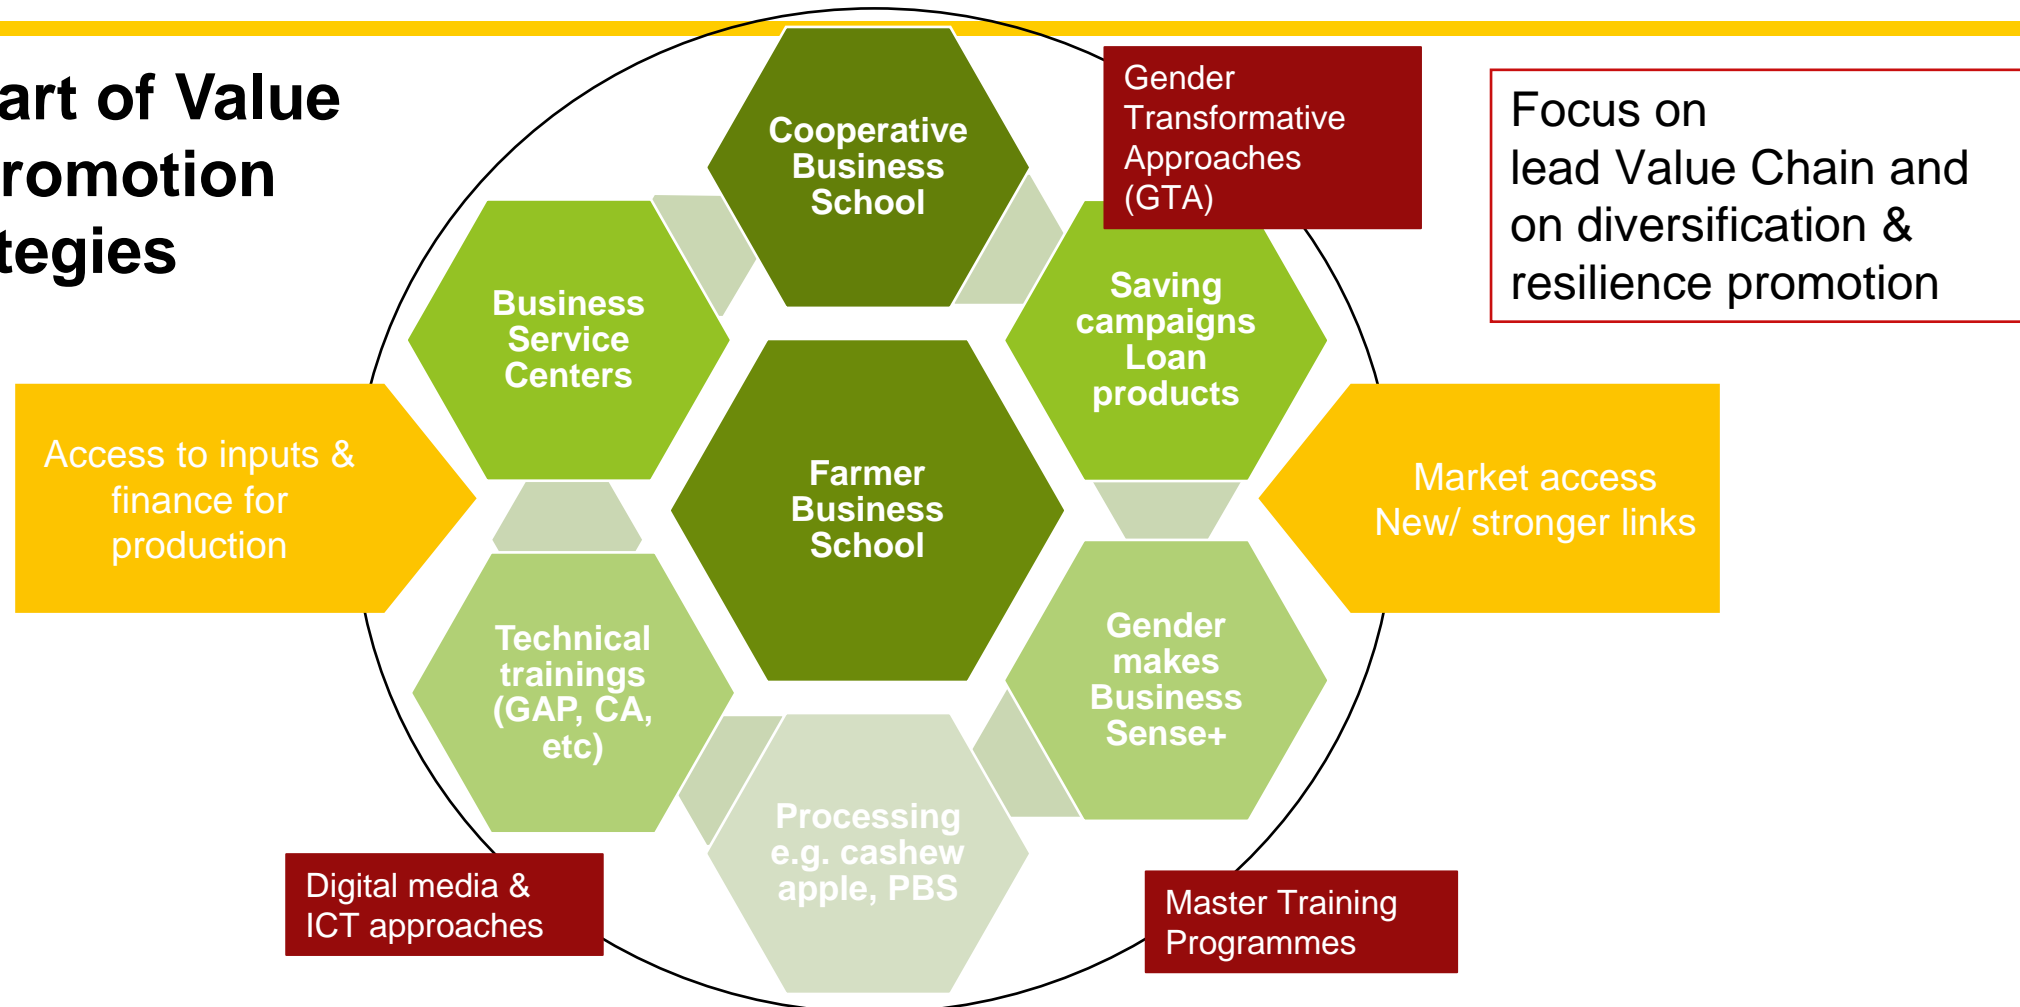 art of Value
romotion
tegies
Cooperative
Business
School
Gender
Transformative
Approaches
(GTA)
Focus on
lead Value Chain and
on diversification &
resilience promotion
Business
Service
Centers
Saving
campaigns
Loan
products
Access to inputs &
finance for
production
Farmer
Business
School
Market access
New/ stronger links
Technical
trainings
(GAP, CA,
etc)
Gender
makes
Business
Sense+
Processing
e.g. cashew
apple, PBS
Digital media &
ICT approaches
Master Training
Programmes